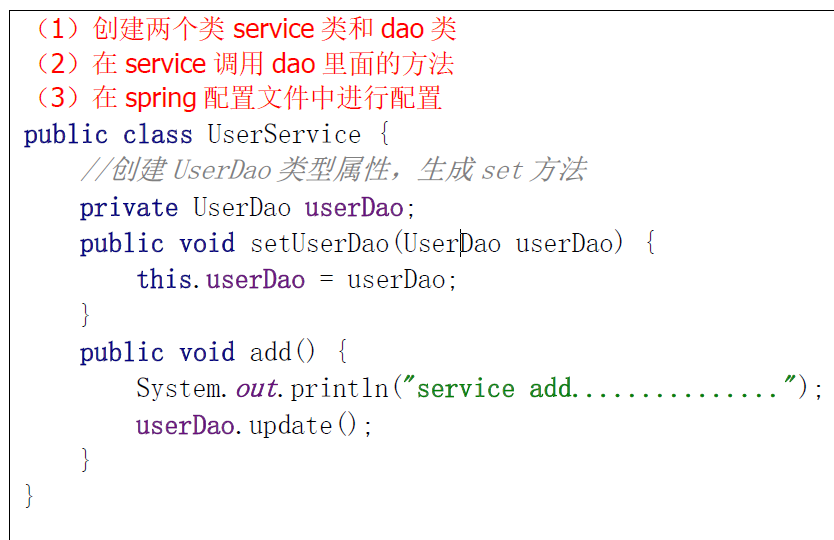 （1）创建两个类 service 类和 dao 类
（2）在 service 调用 dao 里面的方法
（3）在 spring 配置文件中进行配置
public class UserService {
    //创建 UserDao 类型属性，生成 set 方法
    private UserDao userDao;
    public void setUserDao(UserDao userDao) {
        this.userDao = userDao;
    }
    public void add() {
        System.out.println("service add...............");
        userDao.update();
    }
}